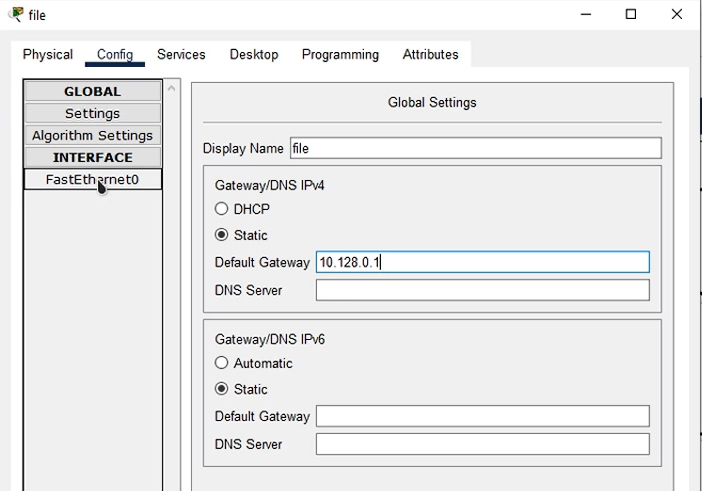 file
Physical Config Services Desktop Programming Attributes
GLOBAL
Settings
Algorithm Settings
INTERFACE
FastEthernet0
Global Settings
Display Name file
Gateway/DNS IPv4
DHCP
Static
Default Gateway 10.128.0.1
DNS Server
Gateway/DNS IPv6
Automatic
Static
Default Gateway
DNS Server